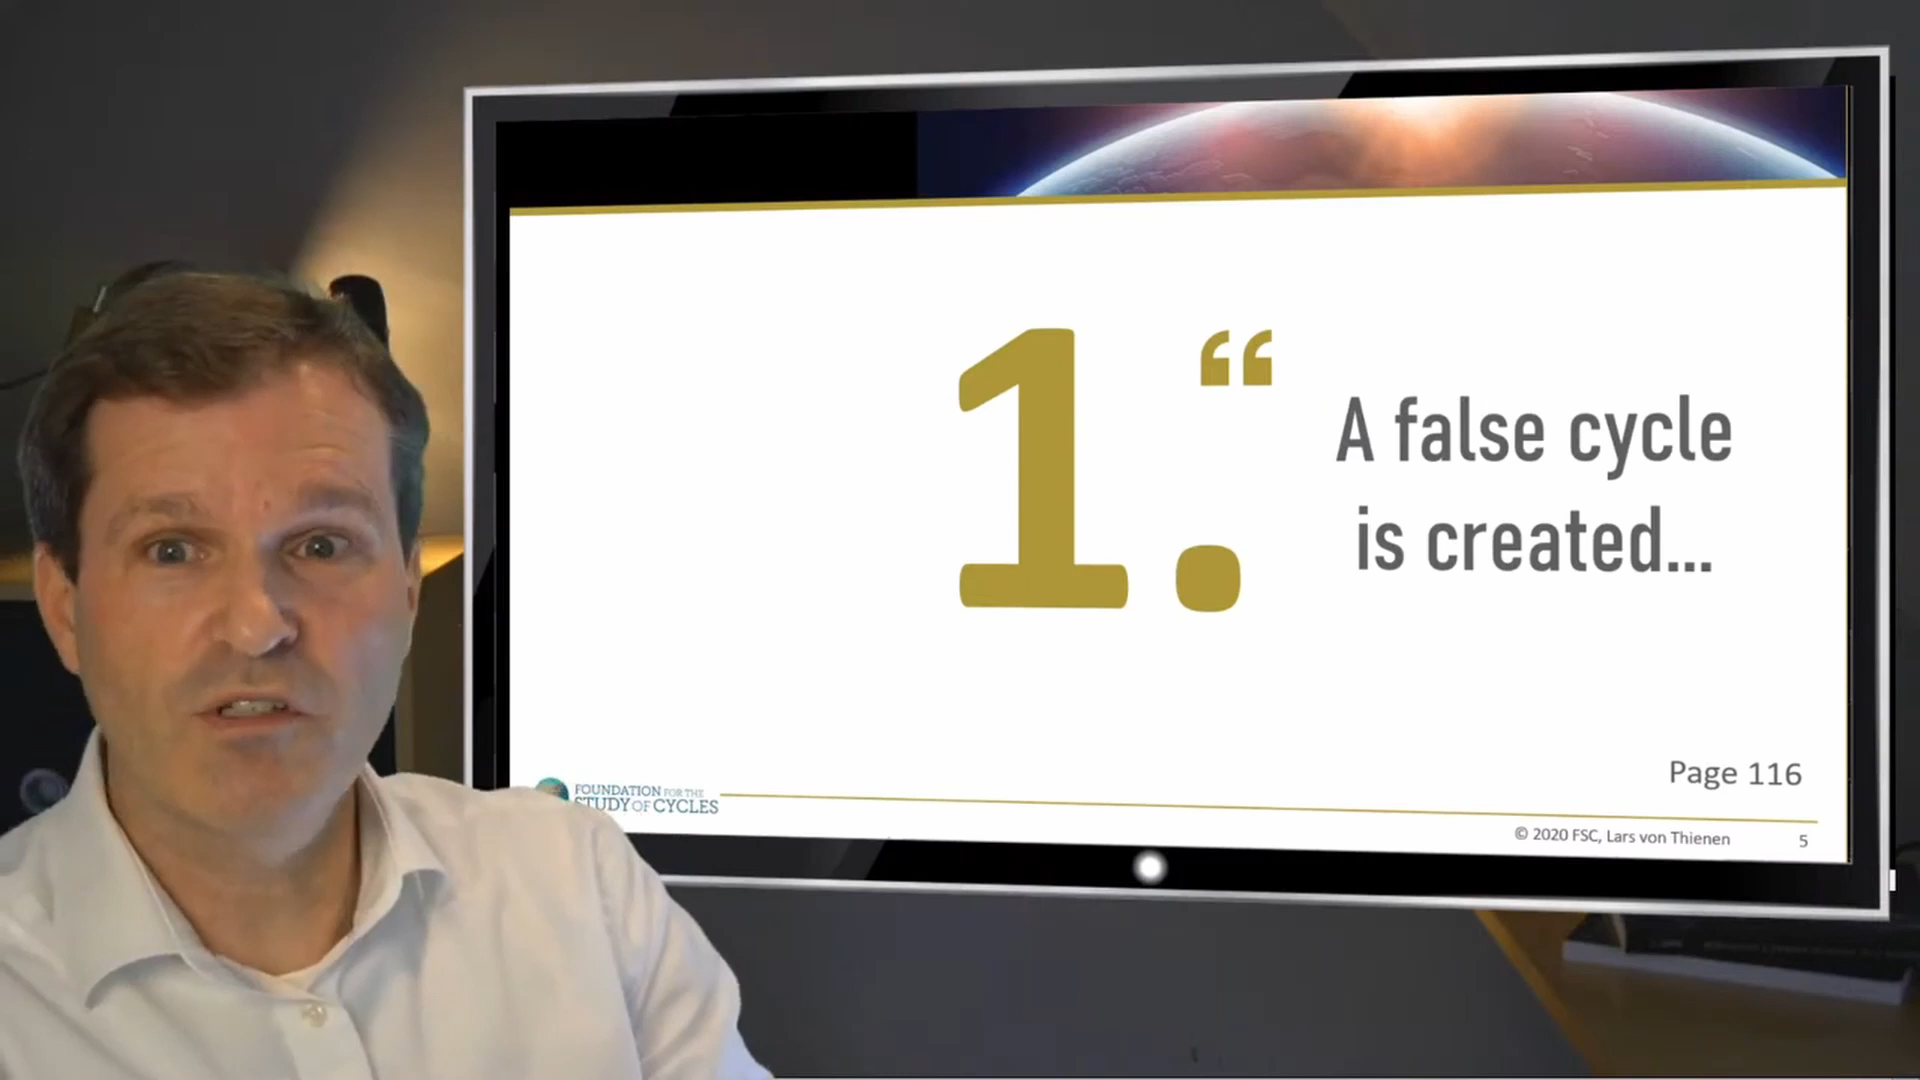 1.
“
A false cycle
is created...
Page 116
FOUNDATION FOR THE
STUDY OF CYCLES
© 2020 FSC, Lars von Thienen
5